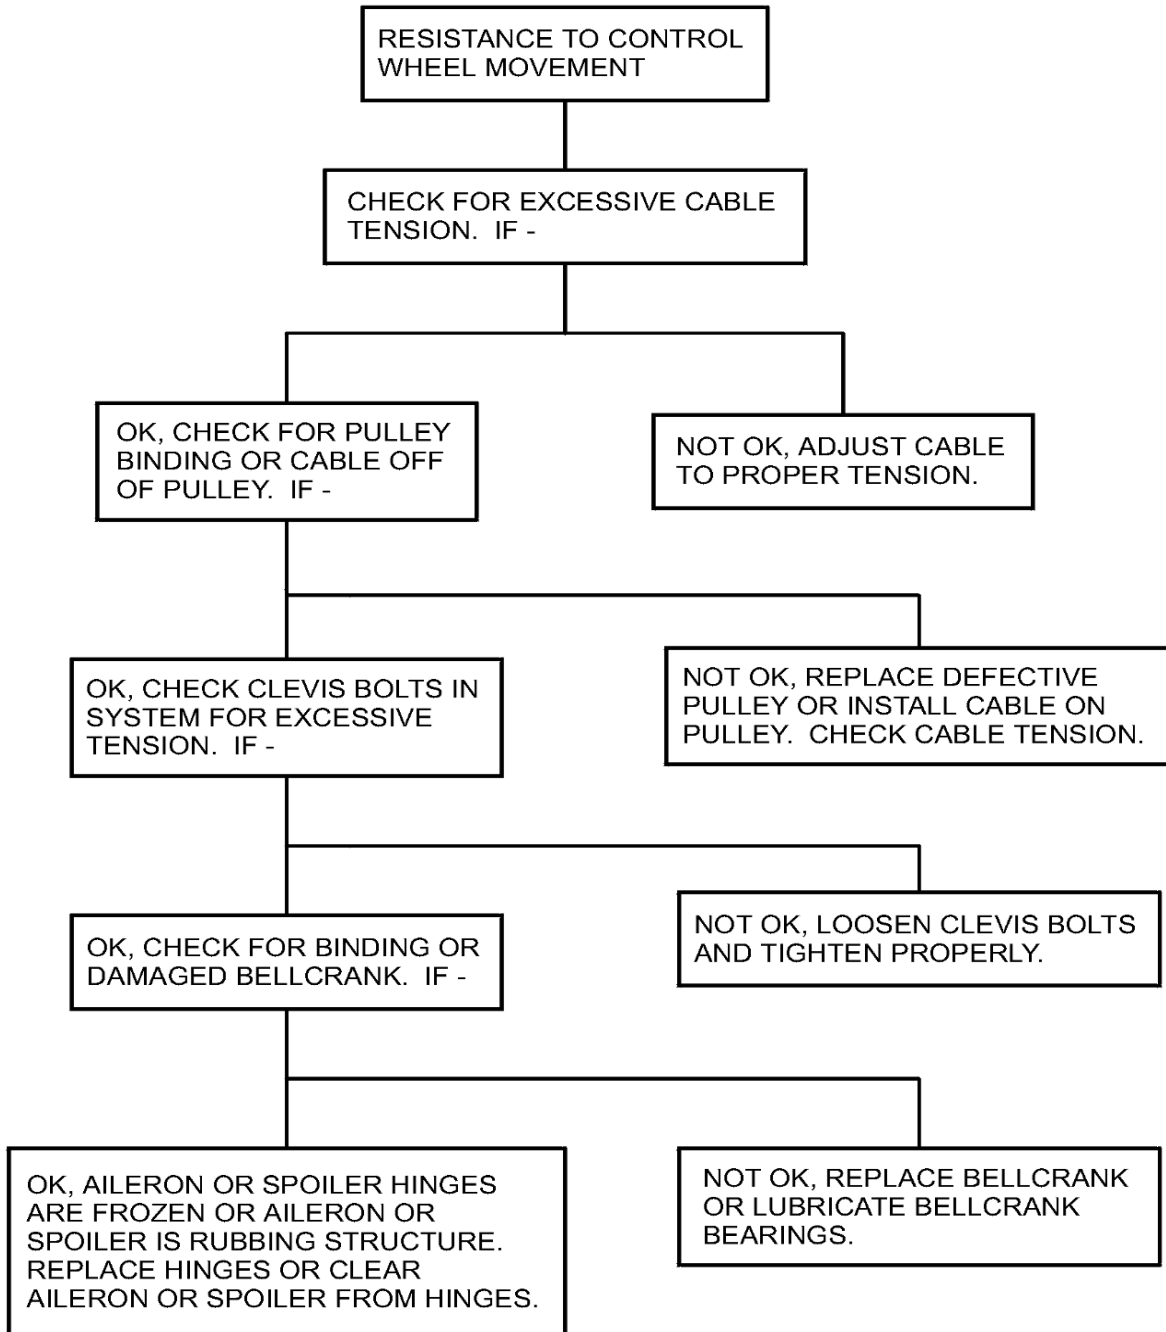 RESISTANCE TO CONTROL
WHEEL MOVEMENT
CHECK FOR EXCESSIVE CABLE
TENSION.  IF -
OK, CHECK FOR PULLEY
BINDING OR CABLE OFF
OF PULLEY.  IF -
NOT OK, ADJUST CABLE
TO PROPER TENSION.
OK, CHECK CLEVIS BOLTS IN
SYSTEM FOR EXCESSIVE
TENSION.  IF -
NOT OK, REPLACE DEFECTIVE
PULLEY OR INSTALL CABLE ON
PULLEY.  CHECK CABLE TENSION.
OK, CHECK FOR BINDING OR
DAMAGED BELLCRANK.  IF -
NOT OK, LOOSEN CLEVIS BOLTS
AND TIGHTEN PROPERLY.
OK, AILERON OR SPOILER HINGES
ARE FROZEN OR AILERON OR
SPOILER IS RUBBING STRUCTURE.
REPLACE HINGES OR CLEAR
AILERON OR SPOILER FROM HINGES.
NOT OK, REPLACE BELLCRANK
OR LUBRICATE BELLCRANK
BEARINGS.